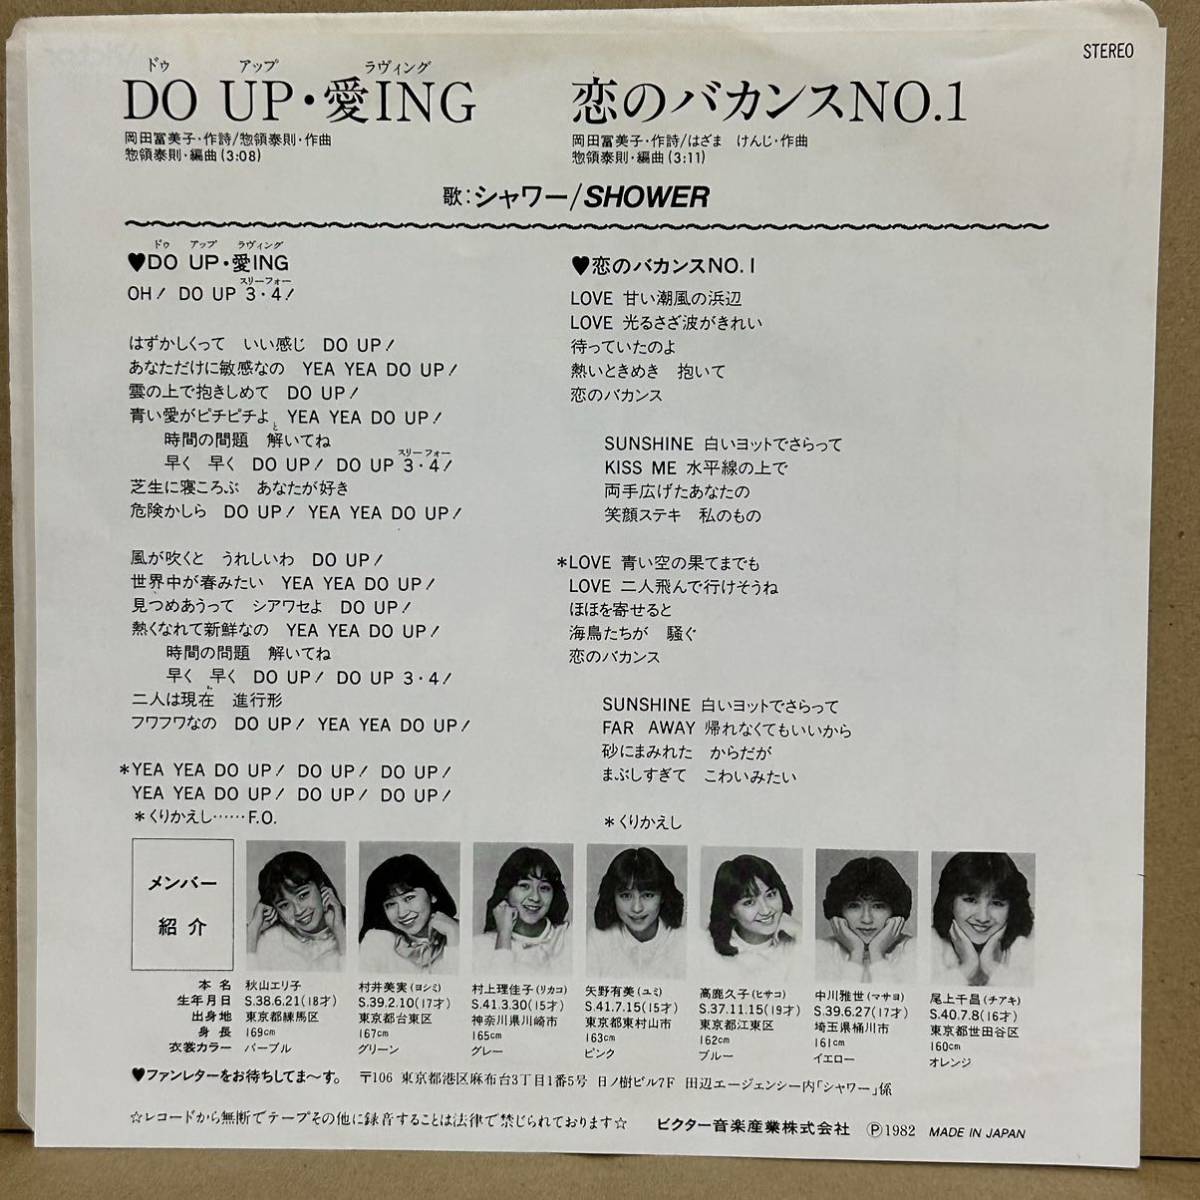 STEREO
ドゥ アップ ラヴィング
DO UP・愛ING
岡田冨美子・作詩/惣領泰則・作曲
惣領泰則・編曲(3:08)
恋のバカンスNO.1
岡田冨美子・作詩/はざま けんじ・作曲
惣領泰則・編曲(3:11)
歌:シャワー/SHOWER
ドゥ アップ ラヴィング
♥DO UP・愛ING
スリーフォー
OH! DO UP 3・4!
はずかしくって いい感じ DO UP!
あなただけに敏感なの YEA YEA DO UP!
雲の上で抱きしめて DO UP!
青い愛がピチピチよ YEA YEA DO UP!
と
時間の問題 解いてね
スリーフォー
早く 早く DO UP! DO UP 3・4!
芝生に寝ころぶ あなたが好き
危険かしら DO UP! YEA YEA DO UP!
風が吹くと うれしいわ DO UP!
世界中が春みたい YEA YEA DO UP!
見つめあうって シアワセよ DO UP!
熱くなれて新鮮なの YEA YEA DO UP!
時間の問題 解いてね
早く 早く DO UP! DO UP 3・4!
二人は現在 進行形
フワフワなの DO UP! YEA YEA DO UP!
*YEA YEA DO UP! DO UP! DO UP!
YEA YEA DO UP! DO UP! DO UP!
*くりかえし……F.O.
♥恋のバカンスNO.1
LOVE 甘い潮風の浜辺
LOVE 光るさざ波がきれい
待っていたのよ
熱いときめき 抱いて
恋のバカンス
SUNSHINE 白いヨットでさらって
KISS ME 水平線の上で
両手広げたあなたの
笑顔ステキ 私のもの
*LOVE 青い空の果てまでも
LOVE 二人飛んで行けそうね
ほほを寄せると
海鳥たちが 騒ぐ
恋のバカンス
SUNSHINE 白いヨットでさらって
FAR AWAY 帰れなくてもいいから
砂にまみれた からだが
まぶしすぎて こわいみたい
*くりかえし
メンバー
紹介
本名 秋山エリ子 村井美実(ヨシミ) 村上理佳子(リカコ) 矢野有美(ユミ) 高鹿久子(ヒサコ) 中川雅世(マサヨ) 尾上千昌(チアキ)
生年月日 S.38.6.21(18才) S.39.2.10(17才) S.41.3.30(15才) S.41.7.15(15才) S.37.11.15(19才) S.39.6.27(17才) S.40.7.8(16才)
出身地 東京都練馬区 東京都台東区 神奈川県川崎市 東京都東村山市 東京都江東区 埼玉県桶川市 東京都世田谷区
身長 169cm 167cm 165cm 163cm 162cm 161cm 160cm
衣裳カラー パープル グリーン グレー ピンク ブルー イエロー オレンジ
♥ファンレターをお待ちしてま〜す。 〒106 東京都港区麻布台3丁目1番5号 日ノ樹ビル7F 田辺エージェンシー内「シャワー」係
☆レコードから無断でテープその他に録音することは法律で禁じられております☆ ビクター音楽産業株式会社 Ⓟ1982 MADE IN JAPAN